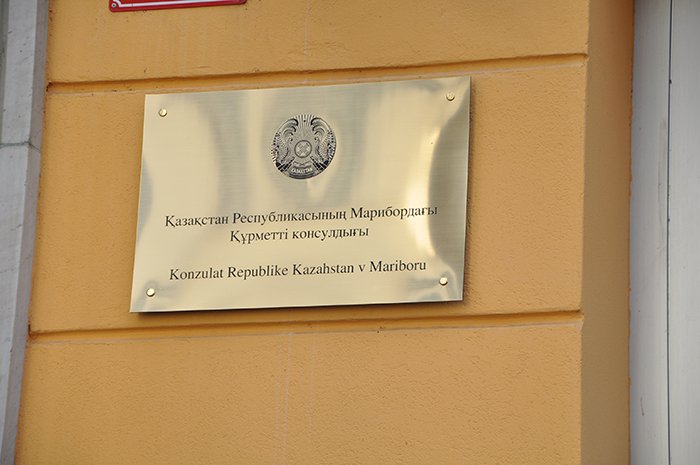 Қазақстан Республикасының Марибордағы
Құрметті консулдығы
Konzulat Republike Kazahstan v Mariboru